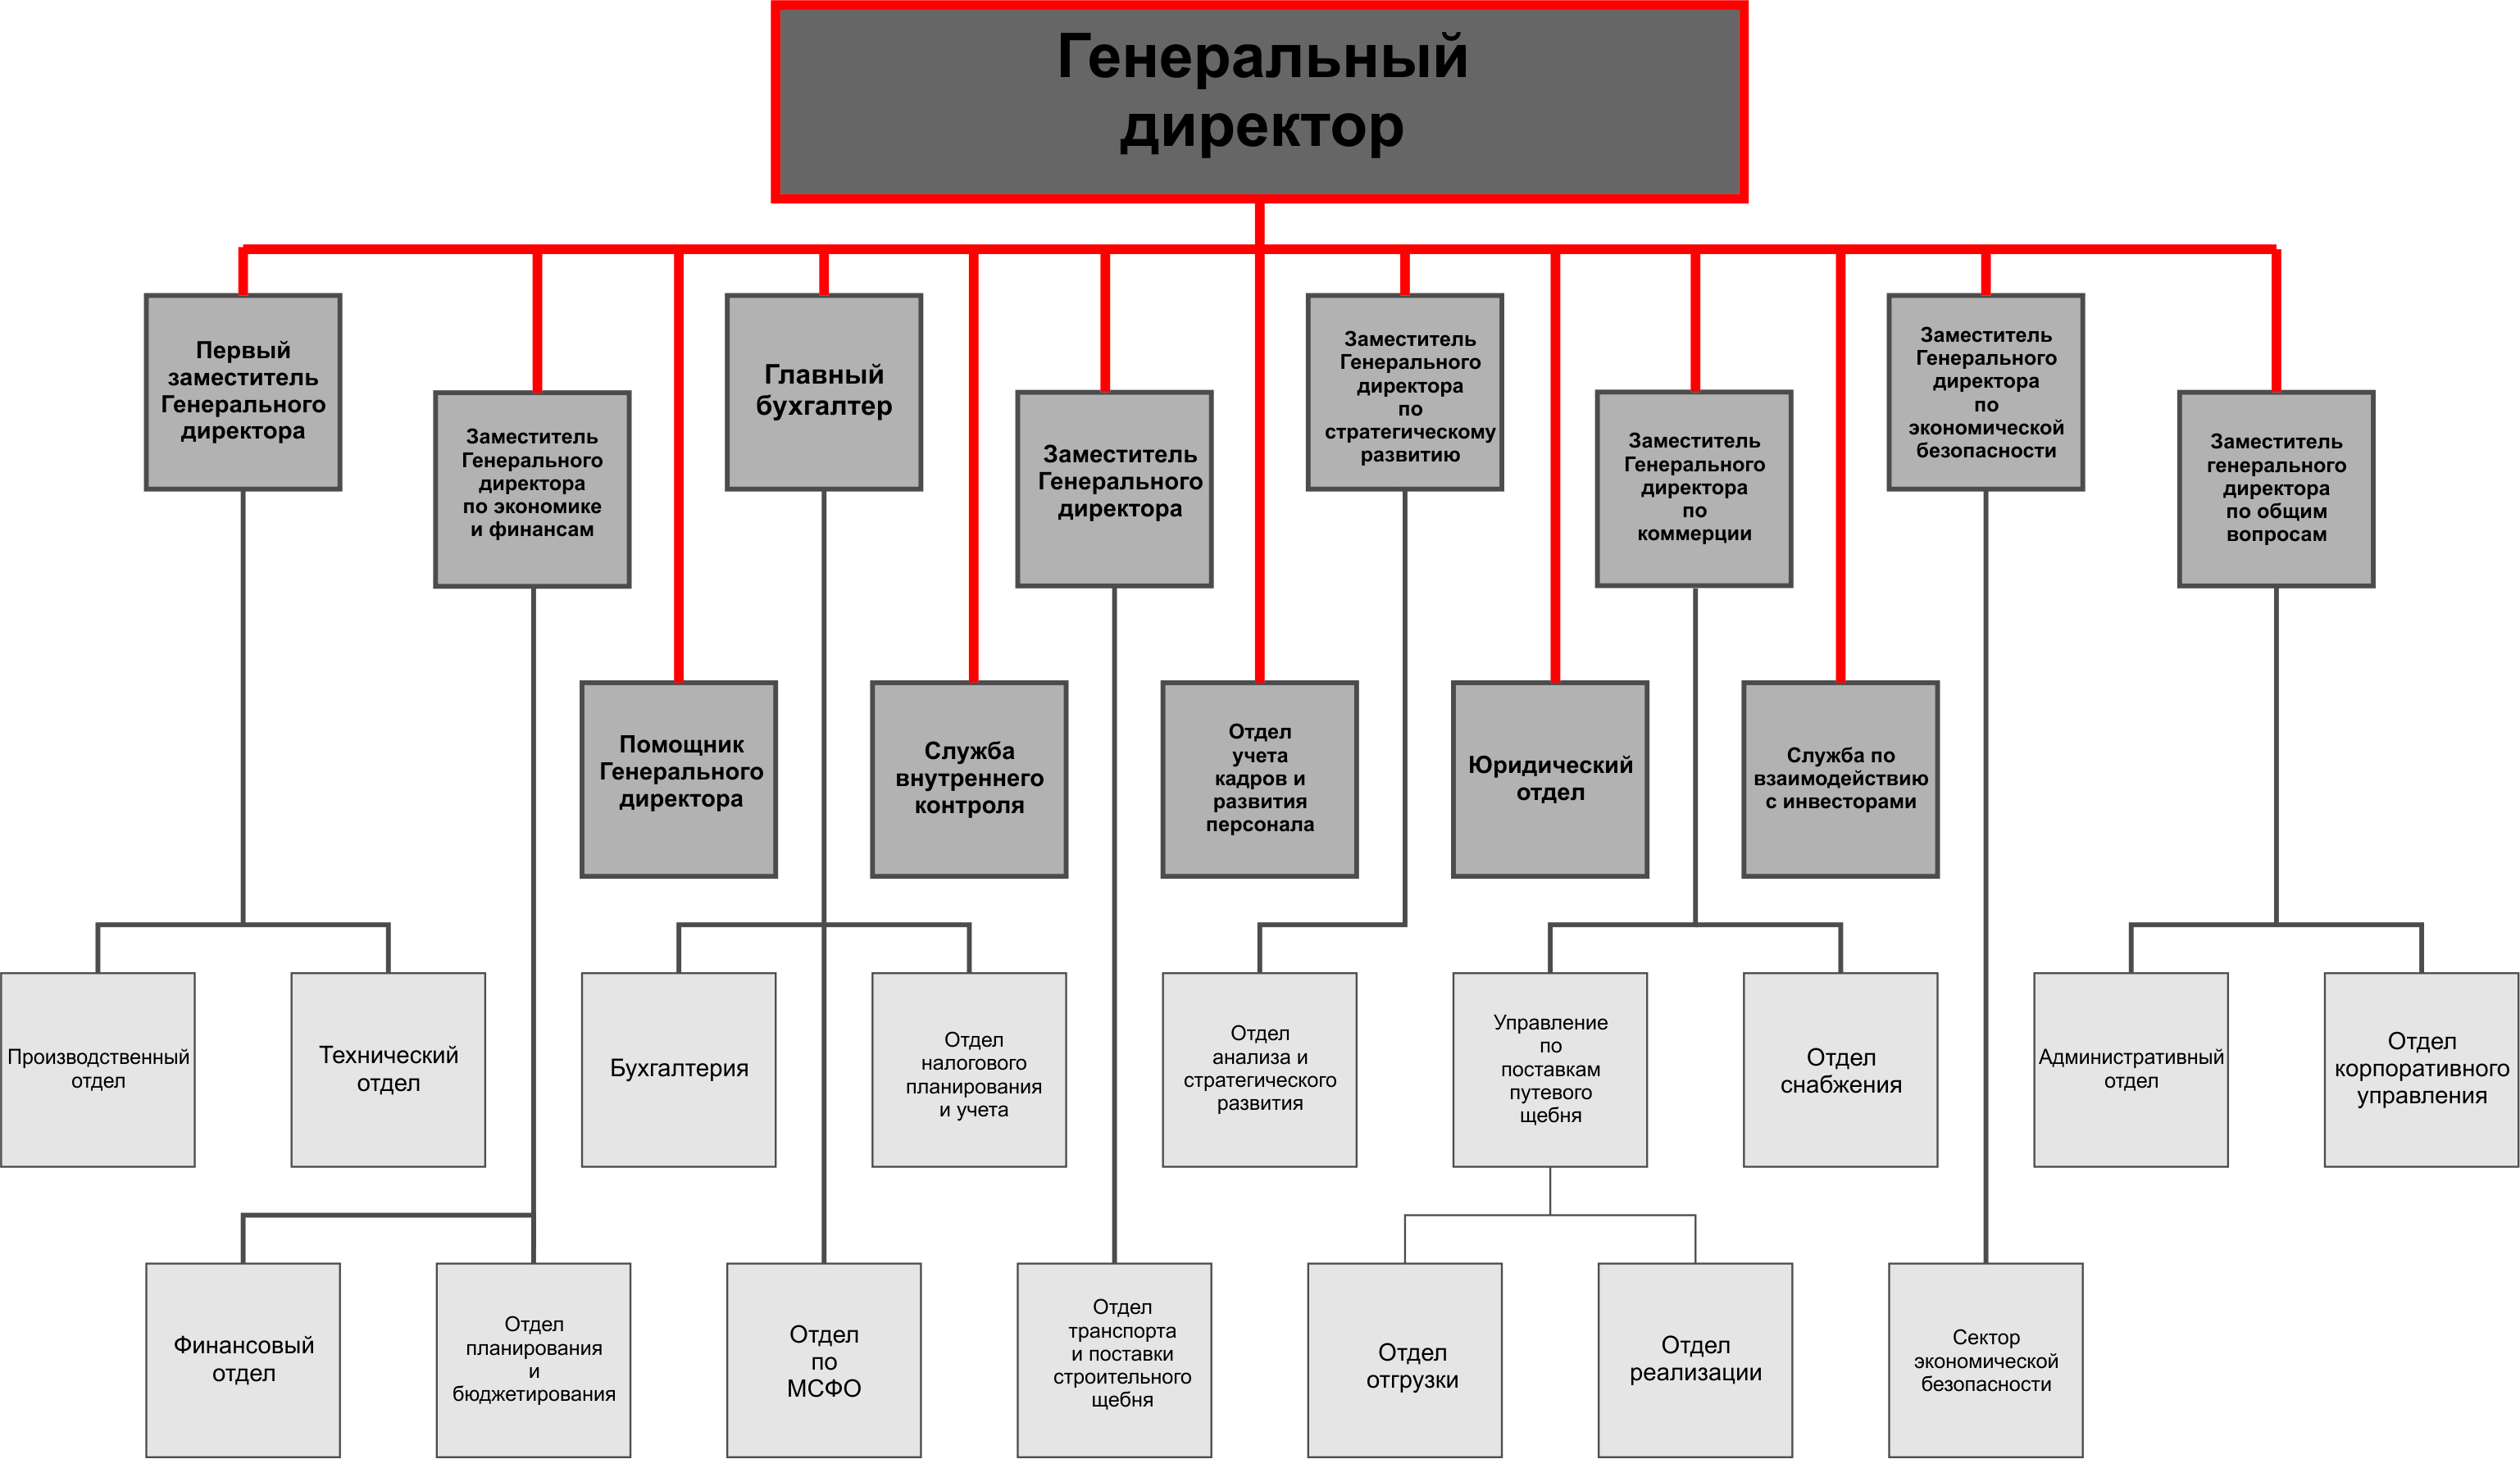 Генеральный
директор
Первый
заместитель
Генерального
директора
Заместитель
Генерального
директора
по экономике
и финансам
Главный
бухгалтер
Заместитель
Генерального
директора
Заместитель
Генерального
директора
по
стратегическому
развитию
Заместитель
Генерального
директора
по
коммерции
Заместитель
Генерального
директора
по
экономической
безопасности
Заместитель
генерального
директора
по общим
вопросам
Помощник
Генерального
директора
Служба
внутреннего
контроля
Отдел
учета
кадров и
развития
персонала
Юридический
отдел
Служба по
взаимодействию
с инвесторами
Производственный
отдел
Технический
отдел
Бухгалтерия
Отдел
налогового
планирования
и учета
Отдел
анализа и
стратегического
развития
Управление
по
поставкам
путевого
щебня
Отдел
снабжения
Административный
отдел
Отдел
корпоративного
управления
Финансовый
отдел
Отдел
планирования
и
бюджетирования
Отдел
по
МСФО
Отдел
транспорта
и поставки
строительного
щебня
Отдел
отгрузки
Отдел
реализации
Сектор
экономической
безопасности